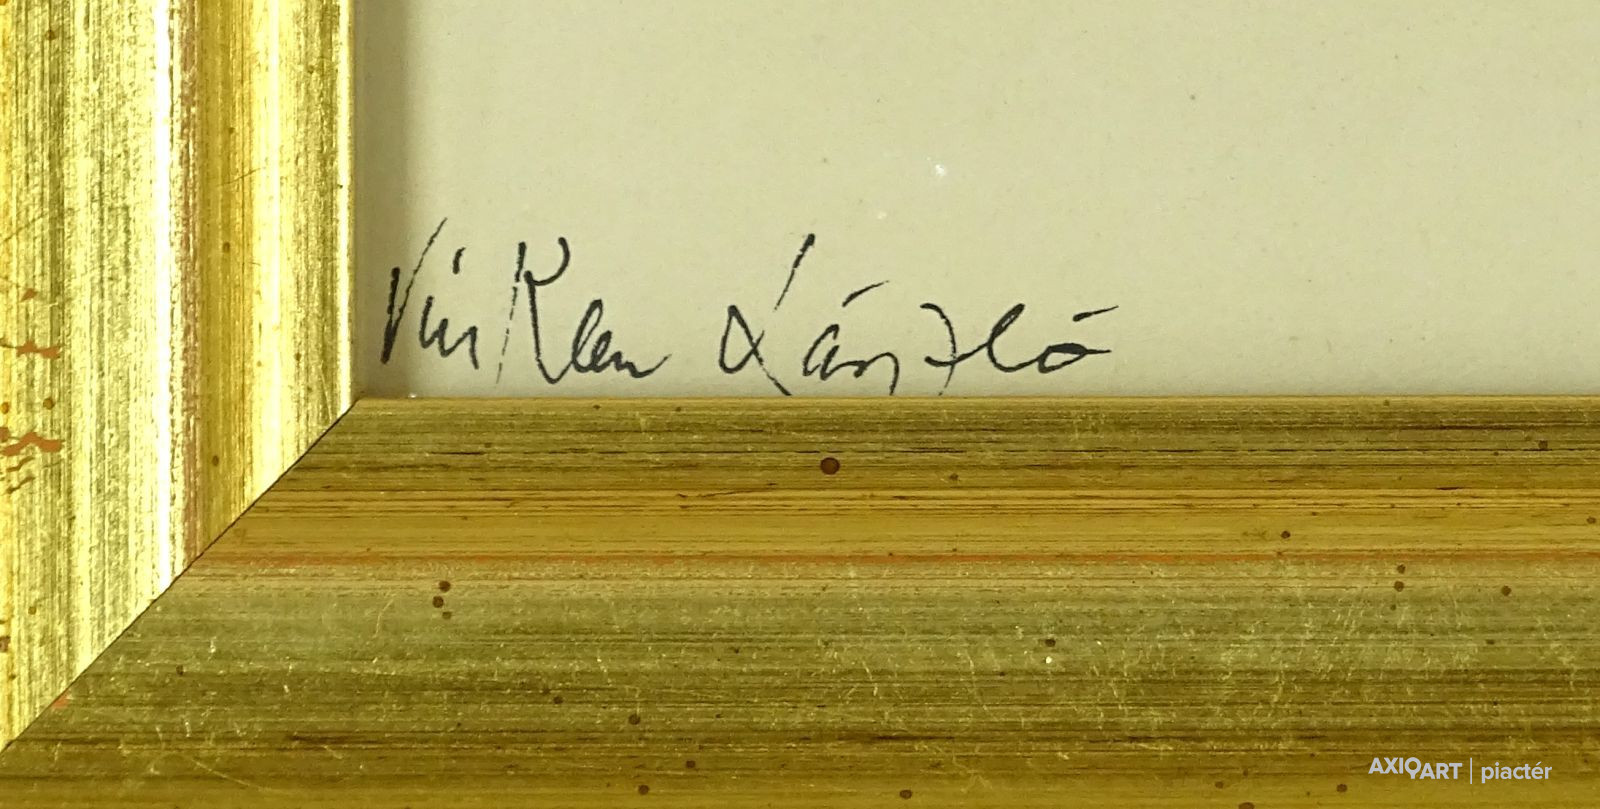 Vinkler László
AXIOART | piactér